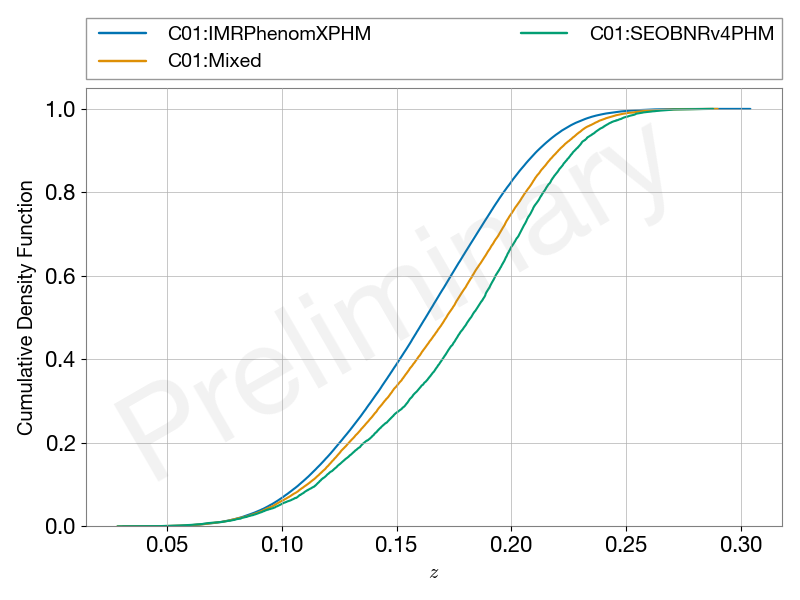 C01:IMRPhenomXPHM
C01:Mixed
C01:SEOBNRv4PHM
Cumulative Density Function
1.0
0.8
0.6
0.4
0.2
0.0
Preliminary
0.05 0.10 0.15 0.20 0.25 0.30
z